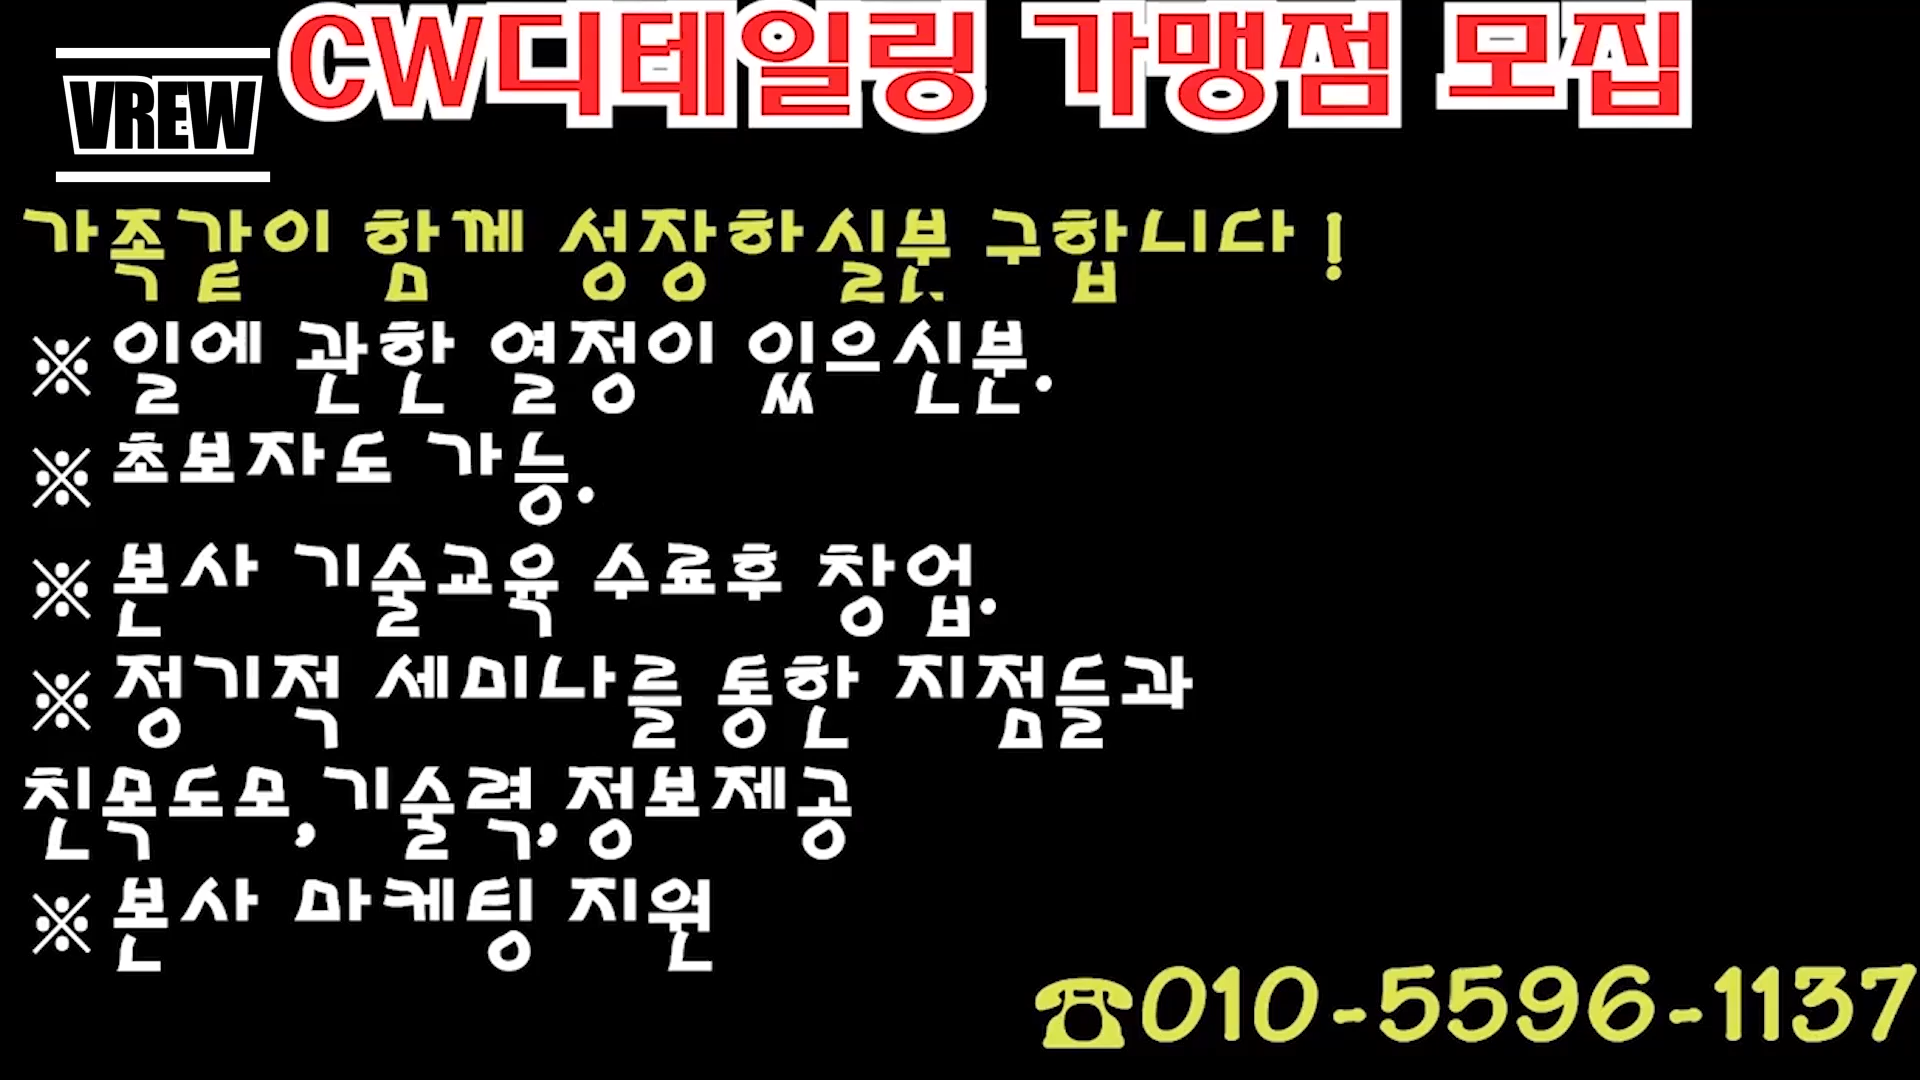 CW디테일링 가맹점 모집
VREW
가족같이 함께 성장하실분 구합니다!
※일에 관한 열정이 있으신분.
※초보자도 가능.
※본사 기술교육 수료후 창업.
※정기적 세미나를 통한 지점들과
친목도모,기술력,정보제공
※본사 마케팅 지원
☎010-5596-1137